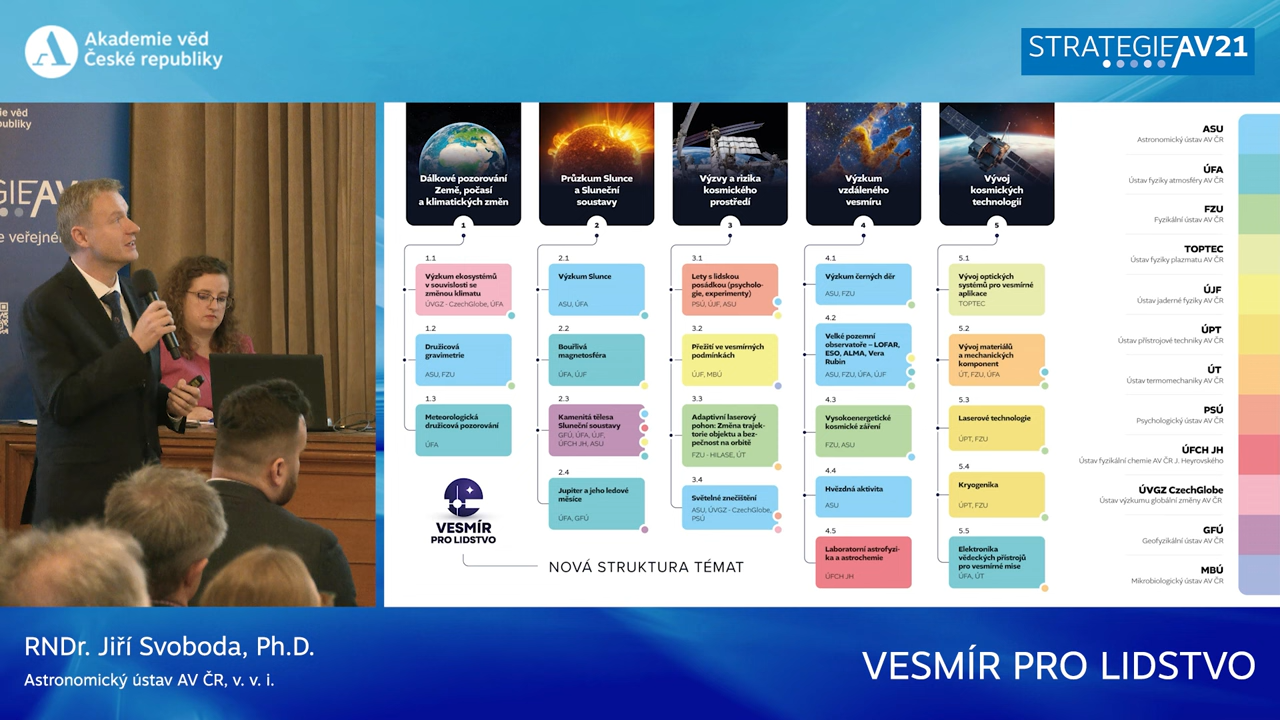 Akademie věd
České republiky
STRATEGIE AV21
ie věd
publiky
GIE AV
e veřejné
Dálkové pozorování
Země, počasí
a klimatických změn
1
1.1
Výzkum ekosystémů
v souvislosti se
změnou klimatu
ÚVGZ - CzechGlobe, ÚFA
1.2
Družicová
gravimetrie
ASU, FZU
1.3
Meteorologická
družicová pozorování
ÚFA
VESMÍR
PRO LIDSTVO
NOVÁ STRUKTURA TÉMAT
Průzkum Slunce
a Sluneční
soustavy
2
2.1
Výzkum Slunce
ASU, ÚFA
2.2
Bouřlivá
magnetosféra
ÚFA, ÚJF
2.3
Kamenitá tělesa
Sluneční soustavy
GFÚ, ÚFA, ÚJF,
ÚFCH JH, ASU
2.4
Jupiter a jeho ledové
měsíce
ÚFA, GFÚ
Výzvy a rizika
kosmického
prostředí
3
3.1
Lety s lidskou
posádkou (psycholo-
gie, experimenty)
PSÚ, ÚJF, ASU
3.2
Přežití ve vesmírných
podmínkách
ÚJF, MBÚ
3.3
Adaptivní laserový
pohon: Změna trajek-
torie objektu a bez-
pečnost na orbitě
FZU - HiLASE, ÚT
3.4
Světelné znečištění
ASU, ÚVGZ - CzechGlobe,
PSÚ
Výzkum
vzdáleného
vesmíru
4
4.1
Výzkum černých děr
ASU, FZU
4.2
Velké pozemní
observatoře – LOFAR,
ESO, ALMA, Vera
Rubin
ASU, FZU, ÚFA, ÚJF
4.3
Vysokoenergetické
kosmické záření
FZU, ASU
4.4
Hvězdná aktivita
ASU
4.5
Laboratorní astrofyzi-
ka a astrochemie
ÚFCH JH
Vývoj
kosmických
technologií
5
5.1
Vývoj optických
systémů pro vesmírné
aplikace
TOPTEC
5.2
Vývoj materiálů
a mechanických
komponent
ÚT, FZU, ÚFA
5.3
Laserové technologie
ÚPT, FZU
5.4
Kryogenika
ÚPT, FZU
5.5
Elektronika
vědeckých přístrojů
pro vesmírné mise
ÚFA, ÚT
ASU
Astronomický ústav AV ČR
ÚFA
Ústav fyziky atmosféry AV ČR
FZU
Fyzikální ústav AV ČR
TOPTEC
Ústav fyziky plazmatu AV ČR
ÚJF
Ústav jaderné fyziky AV ČR
ÚPT
Ústav přístrojové techniky AV ČR
ÚT
Ústav termomechaniky AV ČR
PSÚ
Psychologický ústav AV ČR
ÚFCH JH
Ústav fyzikální chemie AV ČR J. Heyrovského
ÚVGZ CzechGlobe
Ústav výzkumu globální změny AV ČR
GFÚ
Geofyzikální ústav AV ČR
MBÚ
Mikrobiologický ústav AV ČR
RNDr. Jiří Svoboda, Ph.D.
Astronomický ústav AV ČR, v. v. i.
VESMÍR PRO LIDSTVO